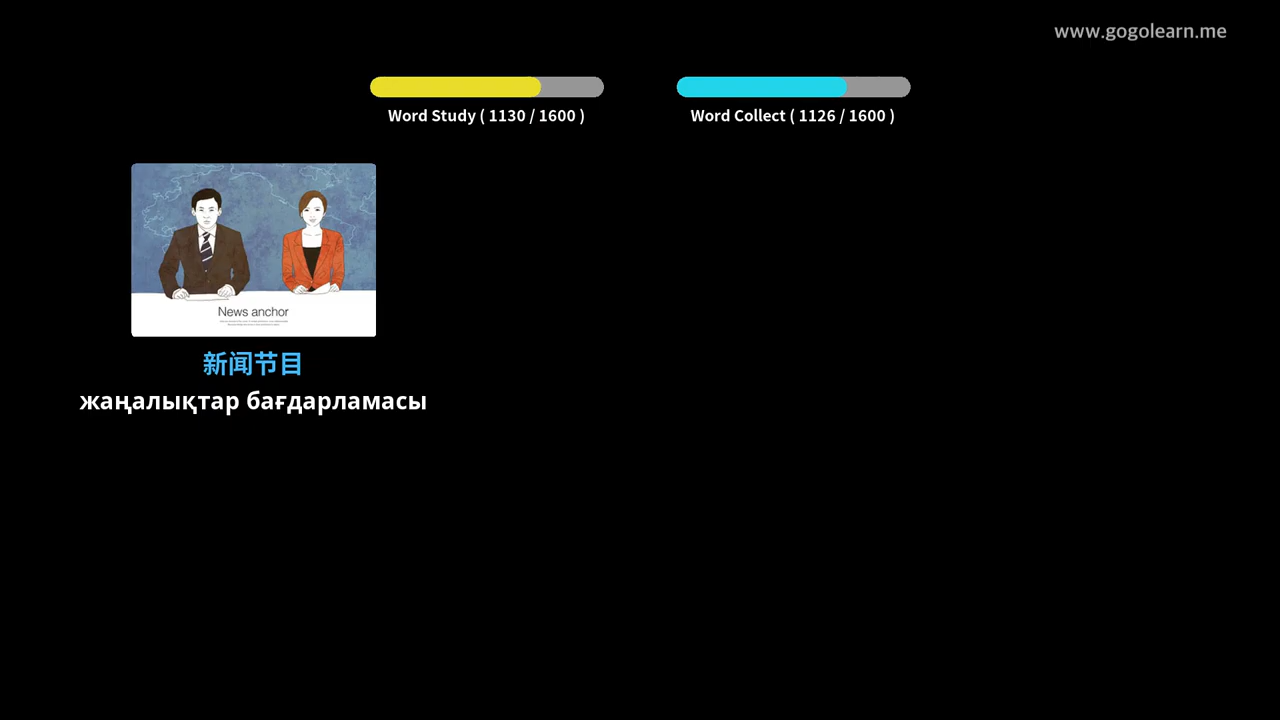 www.gogolearn.me
Word Study ( 1130 / 1600 )
Word Collect ( 1126 / 1600 )
News anchor
新闻节目
жаңалықтар бағдарламасы